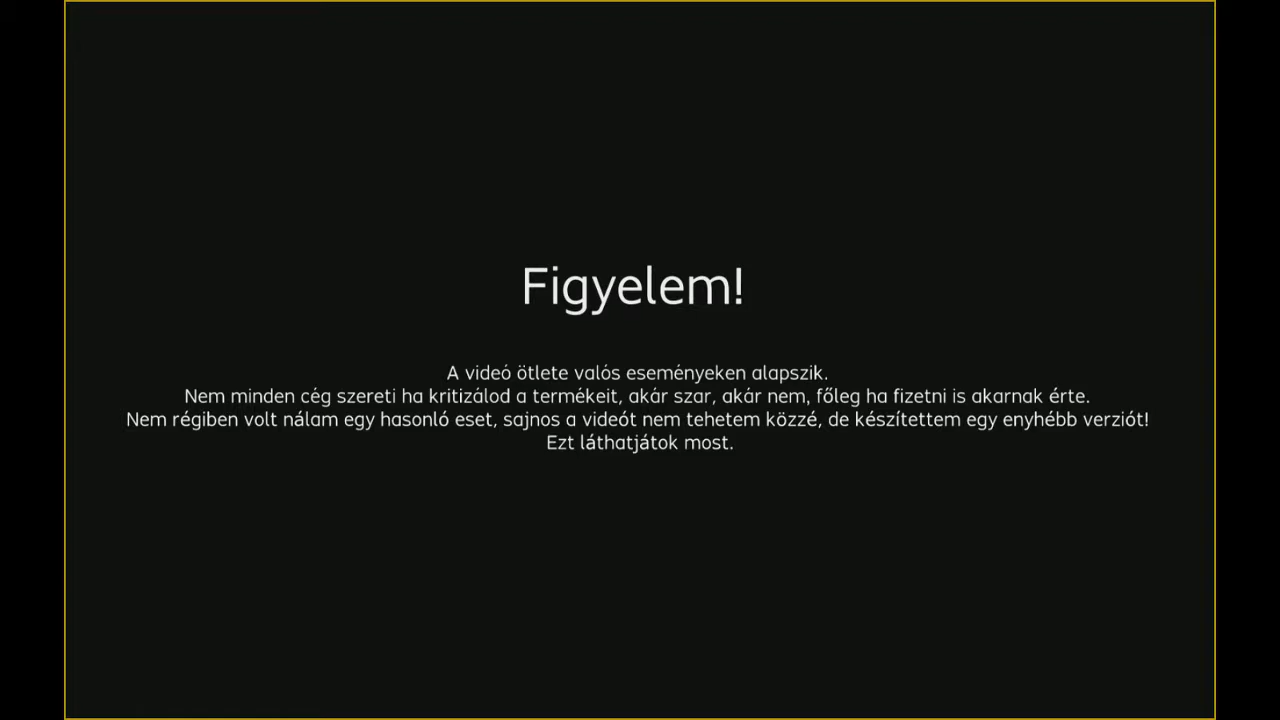 Figyelem!
A videó ötlete valós eseményeken alapszik.
Nem minden cég szereti ha kritizálod a termékeit, akár szar, akár nem, főleg ha fizetni is akarnak érte.
Nem régiben volt nálam egy hasonló eset, sajnos a videót nem tehetem közzé, de készítettem egy enyhébb verziót!
Ezt láthatjátok most.